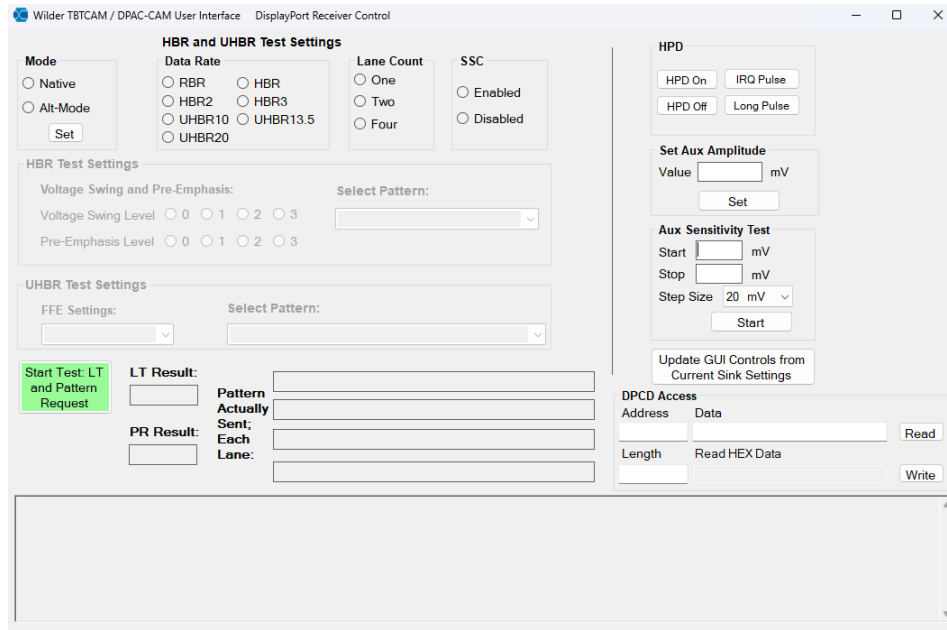 Wilder TBTCAM / DPAC-CAM User Interface DisplayPort Receiver Control
HBR and UHBR Test Settings
Mode
Native
Alt-Mode
Set
Data Rate
RBR HBR
HBR2 HBR3
UHBR10 UHBR13.5
UHBR20
Lane Count
One
Two
Four
SSC
Enabled
Disabled
HBR Test Settings
Voltage Swing and Pre-Emphasis:
Voltage Swing Level 0 1 2 3
Pre-Emphasis Level 0 1 2 3
Select Pattern:
UHBR Test Settings
FFE Settings:
Select Pattern:
Start Test: LT
and Pattern
Request
LT Result:
PR Result:
Pattern
Actually
Sent;
Each
Lane:
HPD
HPD On IRQ Pulse
HPD Off Long Pulse
Set Aux Amplitude
Value mV
Set
Aux Sensitivity Test
Start mV
Stop mV
Step Size 20 mV
Start
Update GUI Controls from
Current Sink Settings
DPCD Access
Address Data
Read
Length Read HEX Data
Write